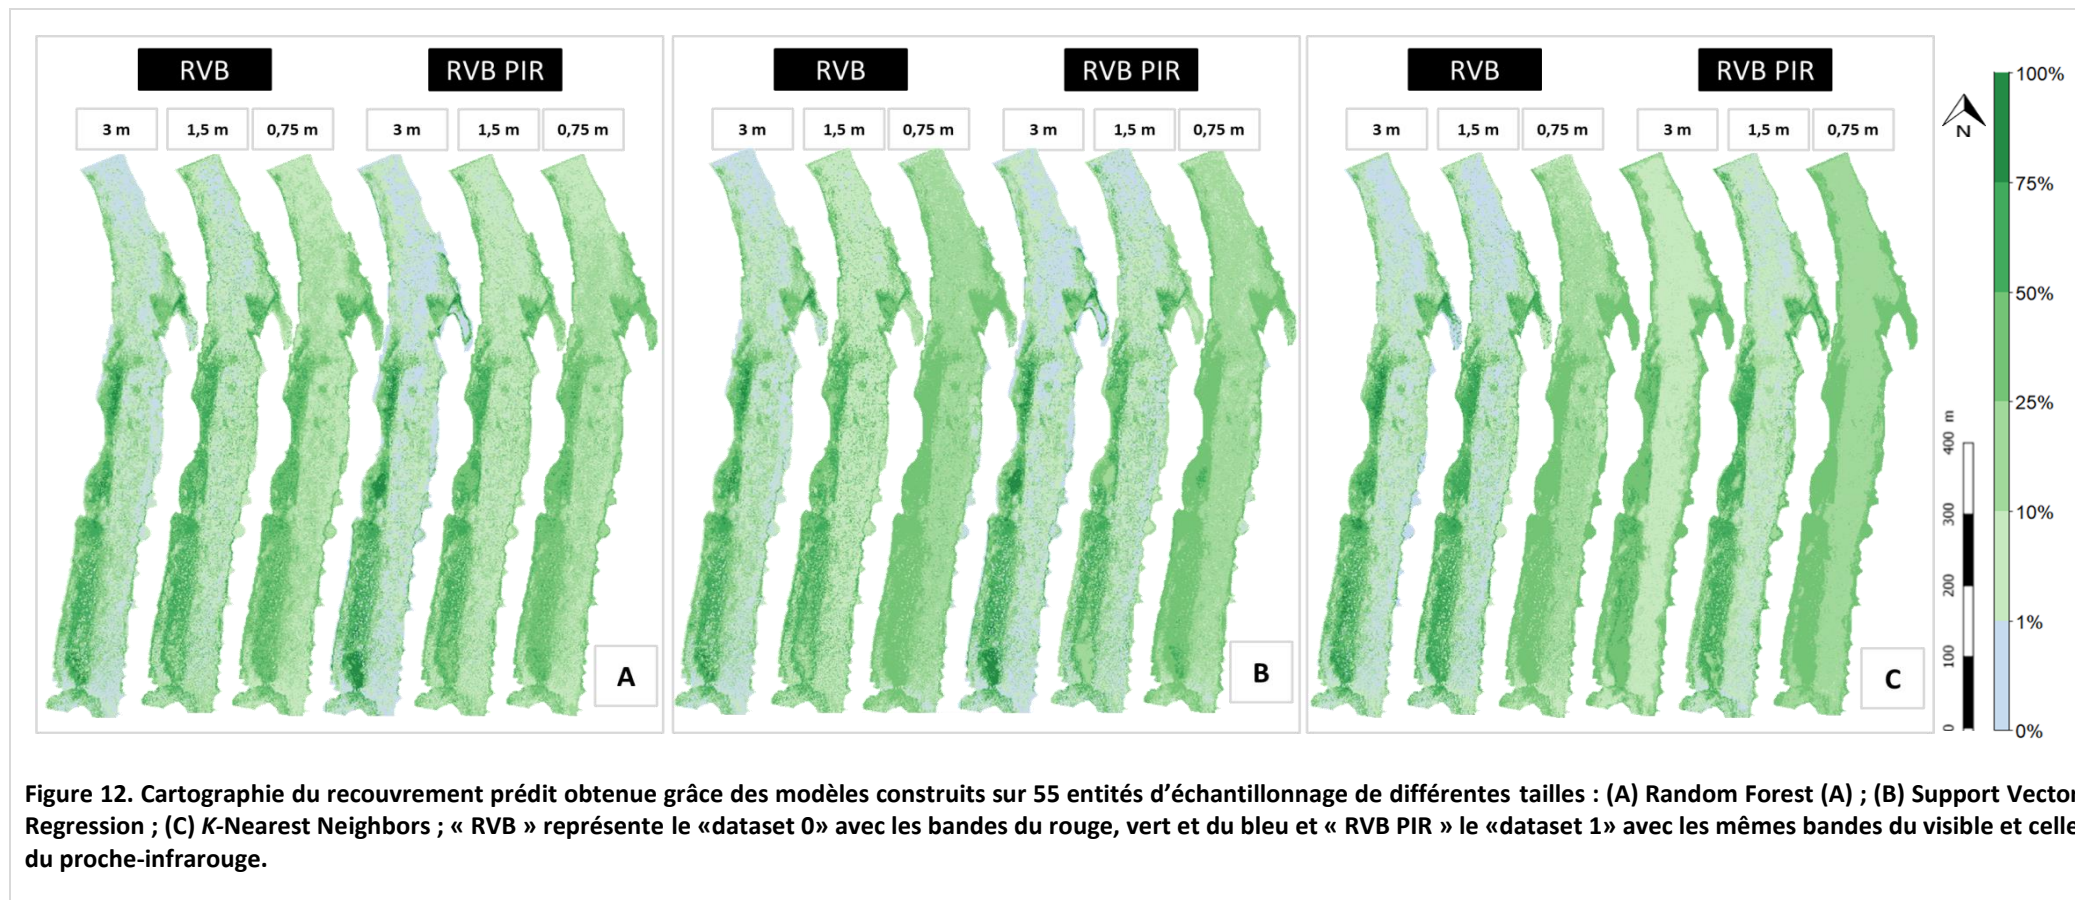 RVB
RVB PIR
3 m
1,5 m
0,75 m
3 m
1,5 m
0,75 m
A
RVB
RVB PIR
3 m
1,5 m
0,75 m
3 m
1,5 m
0,75 m
B
RVB
RVB PIR
3 m
1,5 m
0,75 m
3 m
1,5 m
0,75 m
C
N
0 100 200 300 400 m
100%
75%
50%
25%
10%
1%
0%
Figure 12. Cartographie du recouvrement prédit obtenue grâce des modèles construits sur 55 entités d’échantillonnage de différentes tailles : (A) Random Forest (A) ; (B) Support Vector
Regression ; (C) K-Nearest Neighbors ; « RVB » représente le «dataset 0» avec les bandes du rouge, vert et du bleu et « RVB PIR » le «dataset 1» avec les mêmes bandes du visible et celle
du proche-infrarouge.